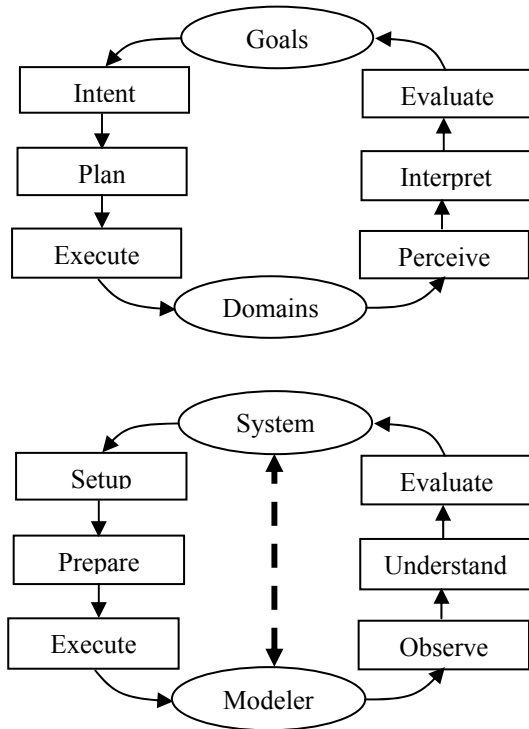 Goals
Intent
Evaluate
Plan
Interpret
Execute
Perceive
Domains
System
Setup
Evaluate
Prepare
Understand
Execute
Observe
Modeler